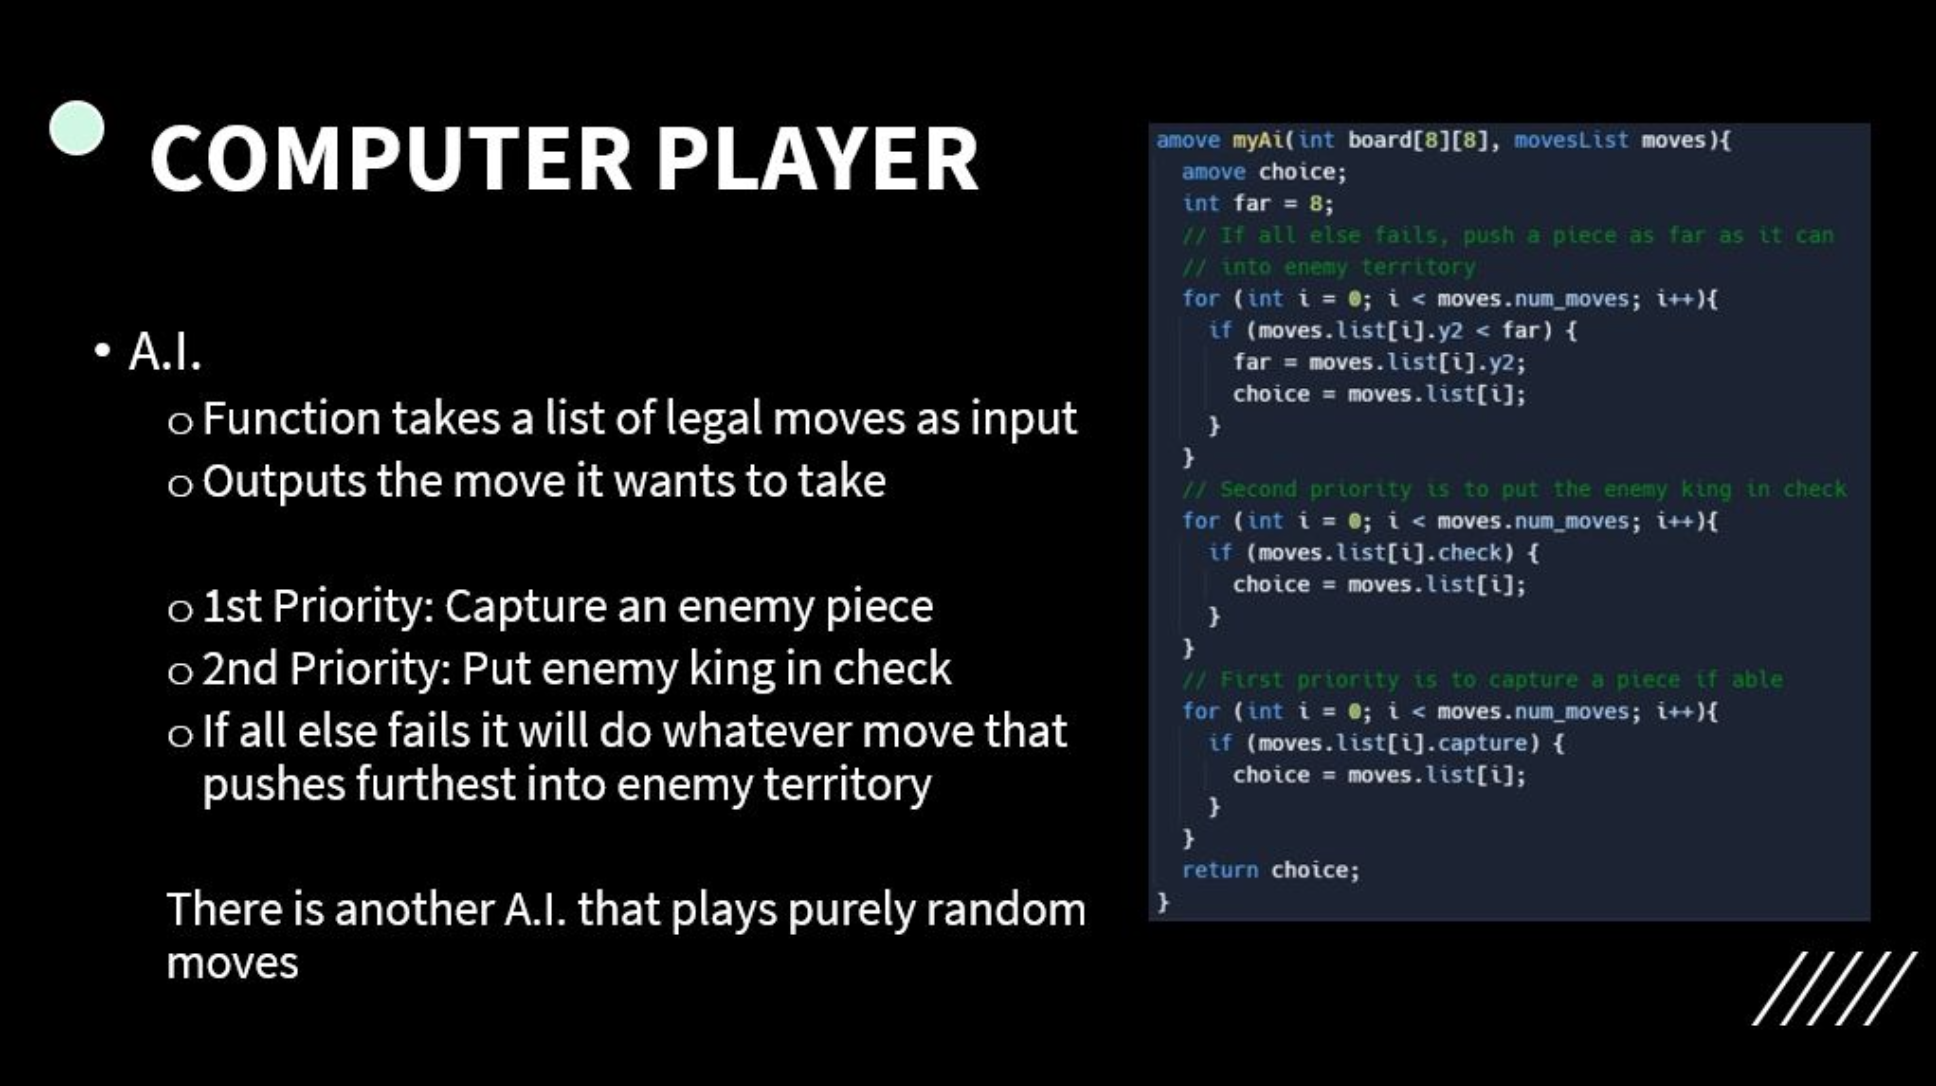 COMPUTER PLAYER
• A.I.
o Function takes a list of legal moves as input
o Outputs the move it wants to take
o 1st Priority: Capture an enemy piece
o 2nd Priority: Put enemy king in check
o If all else fails it will do whatever move that
pushes furthest into enemy territory
There is another A.I. that plays purely random
moves
amove myAi(int board[8][8], movesList moves){
  amove choice;
  int far = 8;
  // If all else fails, push a piece as far as it can
  // into enemy territory
  for (int i = 0; i < moves.num_moves; i++){
    if (moves.list[i].y2 < far) {
      far = moves.list[i].y2;
      choice = moves.list[i];
    }
  }
  // Second priority is to put the enemy king in check
  for (int i = 0; i < moves.num_moves; i++){
    if (moves.list[i].check) {
      choice = moves.list[i];
    }
  }
  // First priority is to capture a piece if able
  for (int i = 0; i < moves.num_moves; i++){
    if (moves.list[i].capture) {
      choice = moves.list[i];
    }
  }
  return choice;
}